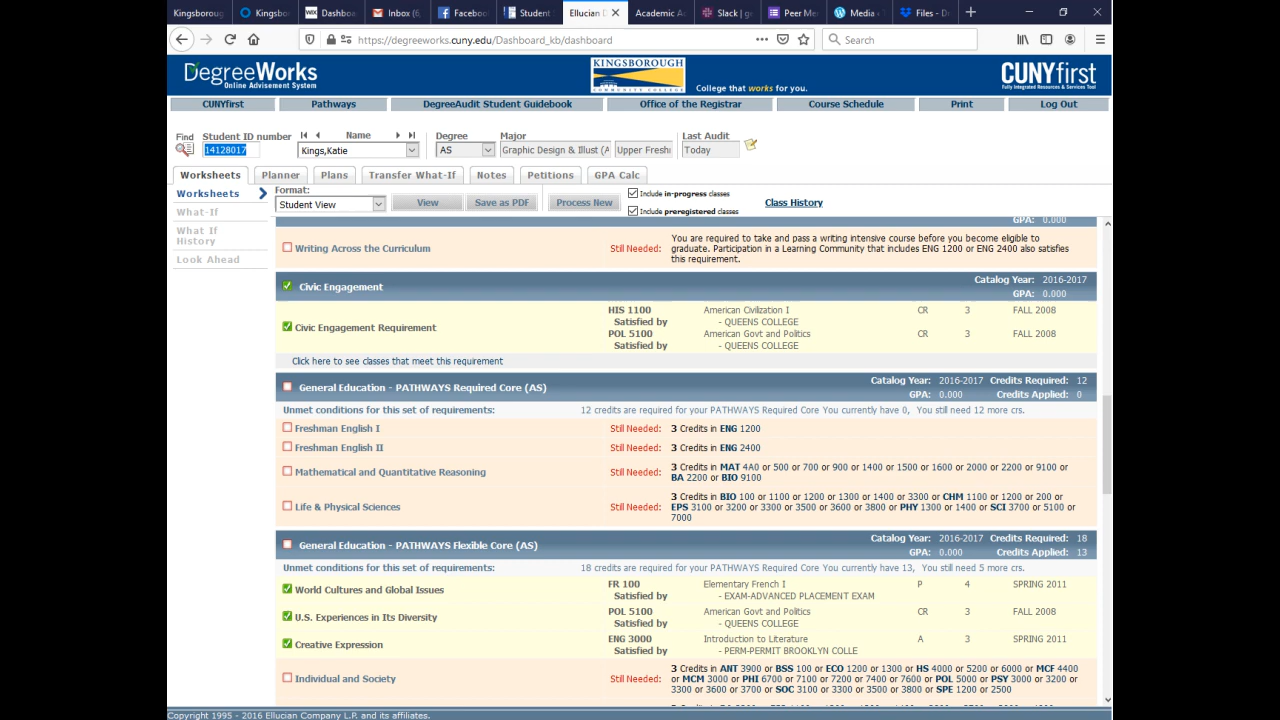 Kingsboroug Kingsbo WIX Dashboa Inbox (6, Faceboo Student Ellucian D Academic A Slack | g Peer Me Media ‹ Files - D
https://degreeworks.cuny.edu/Dashboard_kb/dashboard Search
DegreeWorks
Online Advisement System
KINGSBOROUGH
COMMUNITY COLLEGE
College that works for you.
CUNYfirst
Fully Integrated Resources & Services Tool
CUNYfirst Pathways DegreeAudit Student Guidebook Office of the Registrar Course Schedule Print Log Out
Find Student ID number Name Degree Major Last Audit
14128017 Kings,Katie AS Graphic Design & Illust (A Upper Freshi Today
Worksheets Planner Plans Transfer What-If Notes Petitions GPA Calc
Worksheets
What-If
What If
History
Look Ahead
Format:
Student View View Save as PDF Process New
Include in-progress classes
Include preregistered classes
Class History
GPA: 0.000
Writing Across the Curriculum Still Needed: You are required to take and pass a writing intensive course before you become eligible to
graduate. Participation in a Learning Community that includes ENG 1200 or ENG 2400 also satisfies
this requirement.
Civic Engagement Catalog Year: 2016-2017
GPA: 0.000
Civic Engagement Requirement
HIS 1100 American Civilization I CR 3 FALL 2008
Satisfied by - QUEENS COLLEGE
POL 5100 American Govt and Politics CR 3 FALL 2008
Satisfied by - QUEENS COLLEGE
Click here to see classes that meet this requirement
General Education - PATHWAYS Required Core (AS) Catalog Year: 2016-2017 Credits Required: 12
GPA: 0.000 Credits Applied: 0
Unmet conditions for this set of requirements: 12 credits are required for your PATHWAYS Required Core You currently have 0, You still need 12 more crs.
Freshman English I Still Needed: 3 Credits in ENG 1200
Freshman English II Still Needed: 3 Credits in ENG 2400
Mathematical and Quantitative Reasoning Still Needed: 3 Credits in MAT 4A0 or 500 or 700 or 900 or 1400 or 1500 or 1600 or 2000 or 2200 or 9100 or
BA 2200 or BIO 9100
Life & Physical Sciences Still Needed: 3 Credits in BIO 100 or 1100 or 1200 or 1300 or 1400 or 3300 or CHM 1100 or 1200 or 200 or
EPS 3100 or 3200 or 3300 or 3500 or 3600 or 3800 or PHY 1300 or 1400 or SCI 3700 or 5100 or
7000
General Education - PATHWAYS Flexible Core (AS) Catalog Year: 2016-2017 Credits Required: 18
GPA: 0.000 Credits Applied: 13
Unmet conditions for this set of requirements: 18 credits are required for your PATHWAYS Required Core You currently have 13, You still need 5 more crs.
World Cultures and Global Issues FR 100 Elementary French I P 4 SPRING 2011
Satisfied by - EXAM-ADVANCED PLACEMENT EXAM
U.S. Experiences in Its Diversity POL 5100 American Govt and Politics CR 3 FALL 2008
Satisfied by - QUEENS COLLEGE
Creative Expression ENG 3000 Introduction to Literature A 3 SPRING 2011
Satisfied by - PERM-PERMIT BROOKLYN COLLE
Individual and Society Still Needed: 3 Credits in ANT 3900 or BSS 100 or ECO 1200 or 1300 or HS 4000 or 5200 or 6000 or MCF 4400
or MCM 3000 or PHI 6700 or 7100 or 7200 or 7400 or 7600 or POL 5000 or PSY 3000 or 3200 or
3300 or 3600 or 3700 or SOC 3100 or 3300 or 3500 or 3800 or SPE 1200 or 2500
Copyright 1995 - 2016 Ellucian Company L.P. and its affiliates.